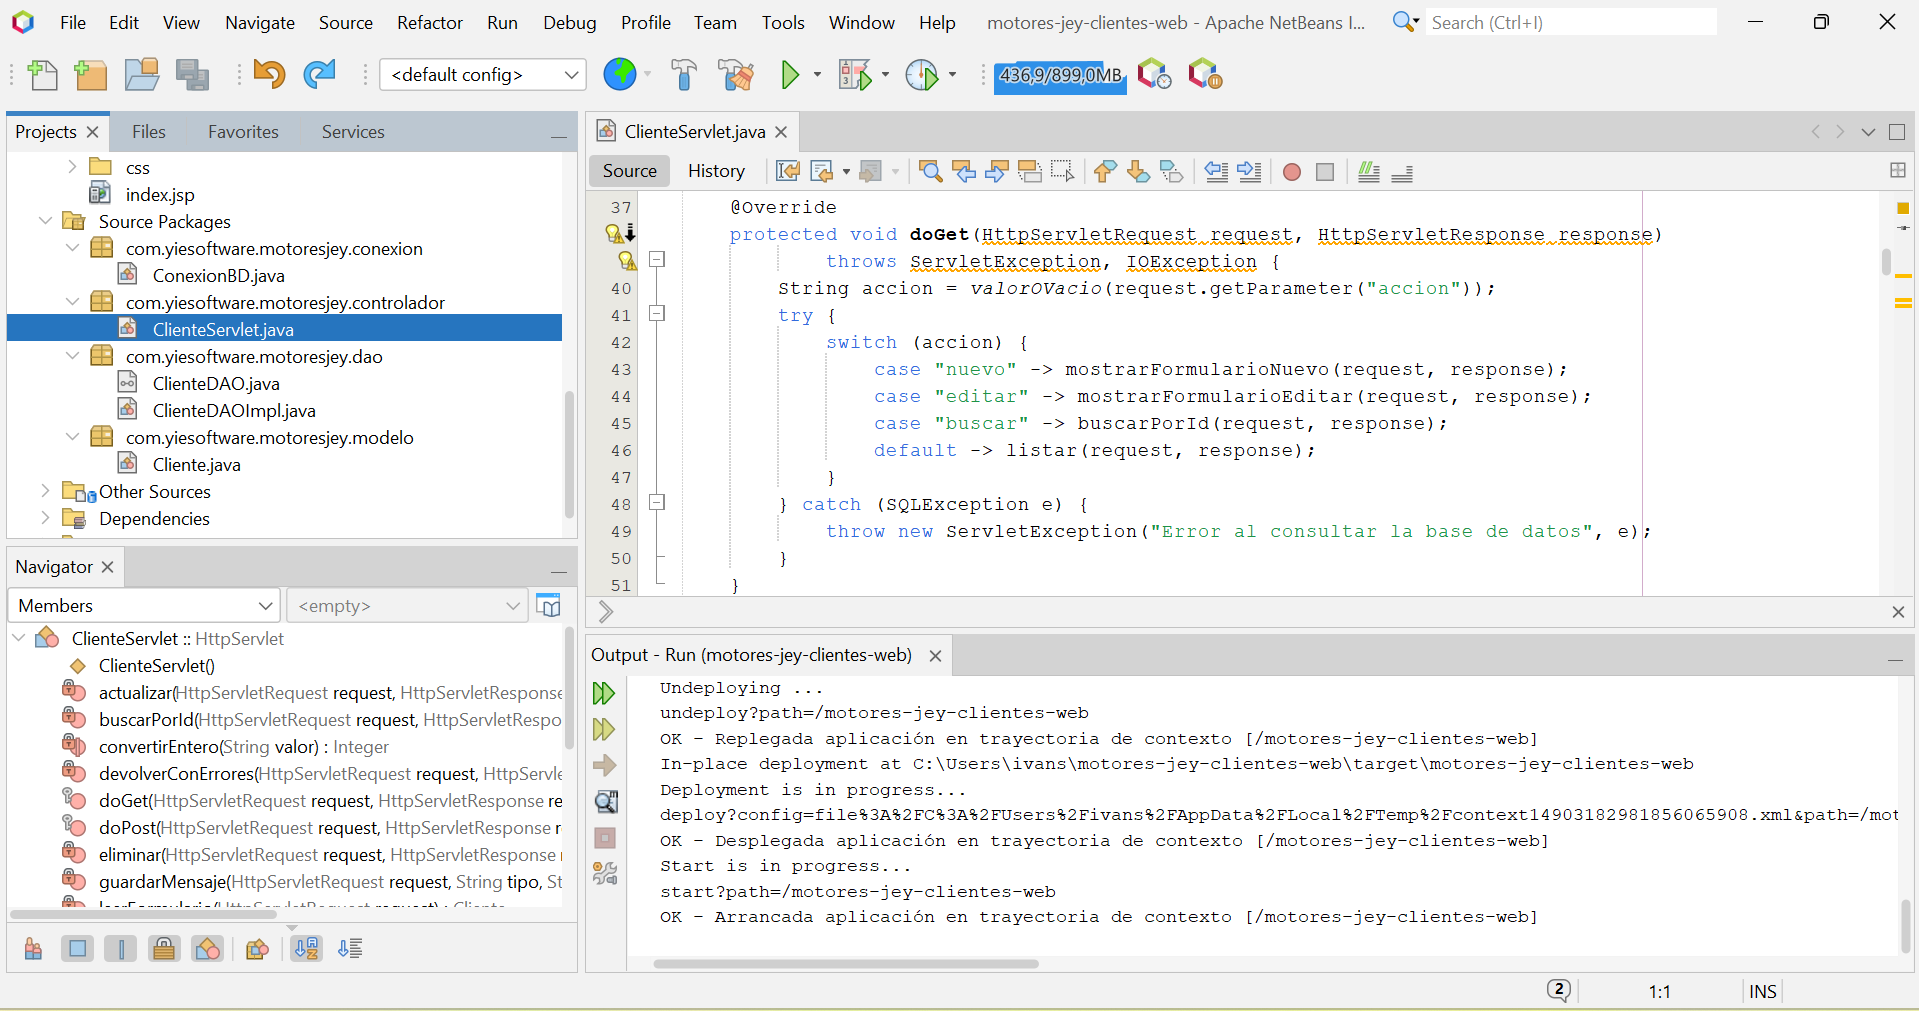 File Edit View Navigate Source Refactor Run Debug Profile Team Tools Window Help motores-jey-clientes-web - Apache NetBeans I... Search (Ctrl+I)
<default config> 436,9/899,0MB
Projects Files Favorites Services
css
index.jsp
Source Packages
com.yiesoftware.motoresjey.conexion
ConexionBD.java
com.yiesoftware.motoresjey.controlador
ClienteServlet.java
com.yiesoftware.motoresjey.dao
ClienteDAO.java
ClienteDAOImpl.java
com.yiesoftware.motoresjey.modelo
Cliente.java
Other Sources
Dependencies
Navigator
Members <empty>
ClienteServlet :: HttpServlet
ClienteServlet()
actualizar(HttpServletRequest request, HttpServletResponse
buscarPorId(HttpServletRequest request, HttpServletRespo
convertirEntero(String valor) : Integer
devolverConErrores(HttpServletRequest request, HttpServle
doGet(HttpServletRequest request, HttpServletResponse re
doPost(HttpServletRequest request, HttpServletResponse r
eliminar(HttpServletRequest request, HttpServletResponse
guardarMensaje(HttpServletRequest request, String tipo, St
ClienteServlet.java
Source History
37 @Override
protected void doGet(HttpServletRequest request, HttpServletResponse response)
throws ServletException, IOException {
40 String accion = valorOVacio(request.getParameter("accion"));
41 try {
42 switch (accion) {
43 case "nuevo" -> mostrarFormularioNuevo(request, response);
44 case "editar" -> mostrarFormularioEditar(request, response);
45 case "buscar" -> buscarPorId(request, response);
46 default -> listar(request, response);
47 }
48 } catch (SQLException e) {
49 throw new ServletException("Error al consultar la base de datos", e);
50 }
51 }
Output - Run (motores-jey-clientes-web)
Undeploying ...
undeploy?path=/motores-jey-clientes-web
OK - Replegada aplicación en trayectoria de contexto [/motores-jey-clientes-web]
In-place deployment at C:\Users\ivans\motores-jey-clientes-web\target\motores-jey-clientes-web
Deployment is in progress...
deploy?config=file%3A%2FC%3A%2FUsers%2Fivans%2FAppData%2FLocal%2FTemp%2Fcontext14903182981856065908.xml&path=/mot
OK - Desplegada aplicación en trayectoria de contexto [/motores-jey-clientes-web]
Start is in progress...
start?path=/motores-jey-clientes-web
OK - Arrancada aplicación en trayectoria de contexto [/motores-jey-clientes-web]
2 1:1 INS